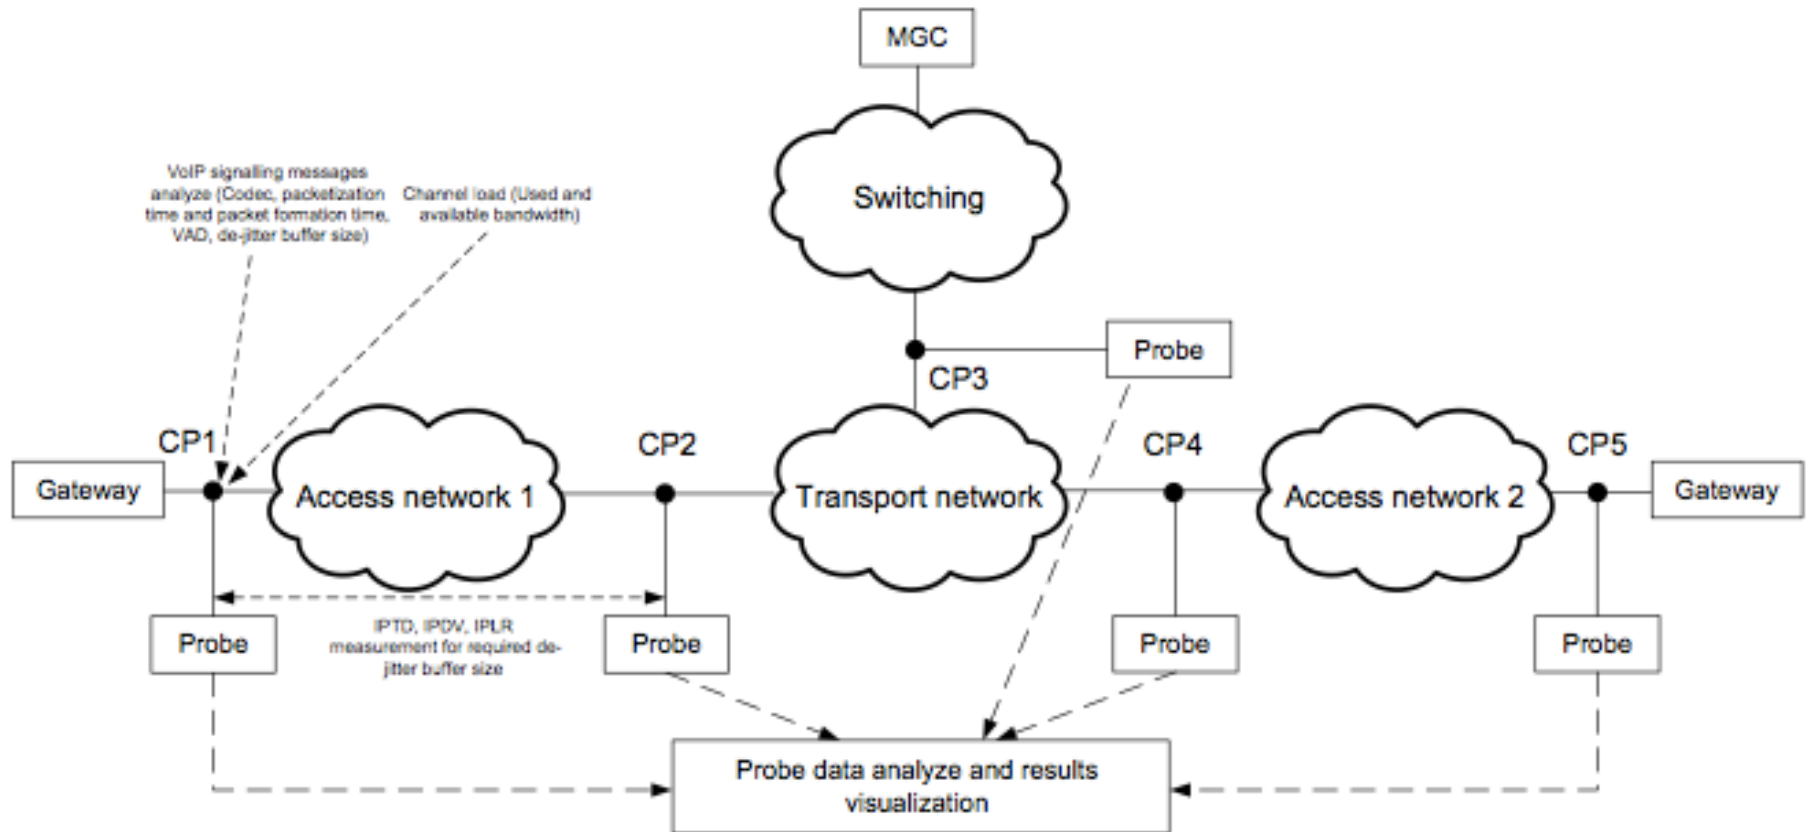 MGC
Switching
VoIP signalling messages
analyze (Codec, packetization
time and packet formation time,
VAD, de-jitter buffer size)
Channel load (Used and
available bandwidth)
Probe
CP3
CP1
CP2
CP4
CP5
Gateway
Access network 1
Transport network
Access network 2
Gateway
IPTD, IPDV, IPLR
measurement for required de-
jitter buffer size
Probe
Probe
Probe
Probe
Probe data analyze and results
visualization